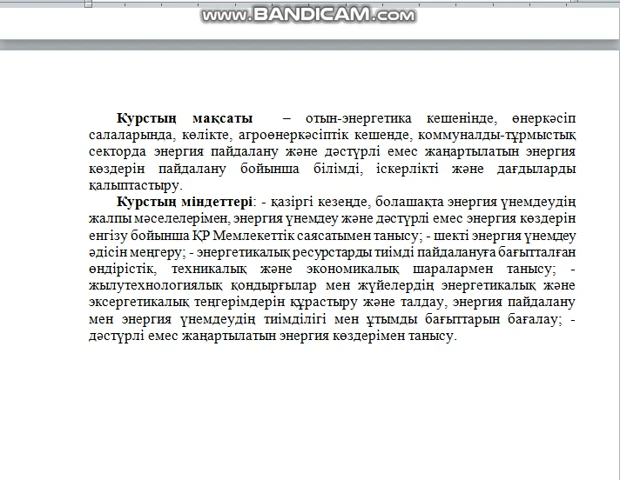 www.BANDICAM.com
Курстың мақсаты – отын-энергетика кешенінде, өнеркәсіп
салаларында, көлікте, агроөнеркәсіптік кешенде, коммуналды-тұрмыстық
секторда энергия пайдалану және дәстүрлі емес жаңартылатын энергия
көздерін пайдалану бойынша білімді, іскерлікті және дағдыларды
қалыптастыру.
Курстың міндеттері: - қазіргі кезеңде, болашақта энергия үнемдеудің
жалпы мәселелерімен, энергия үнемдеу және дәстүрлі емес энергия көздерін
енгізу бойынша ҚР Мемлекеттік саясатымен танысу; - шекті энергия үнемдеу
әдісін меңгеру; - энергетикалық ресурстарды тиімді пайдалануға бағытталған
өндірістік, техникалық және экономикалық шаралармен танысу; -
жылутехнологиялық қондырғылар мен жүйелердің энергетикалық және
эксергетикалық теңгерімдерін құрастыру және талдау, энергия пайдалану
мен энергия үнемдеудің тиімділігі мен ұтымды бағыттарын бағалау; -
дәстүрлі емес жаңартылатын энергия көздерімен танысу.